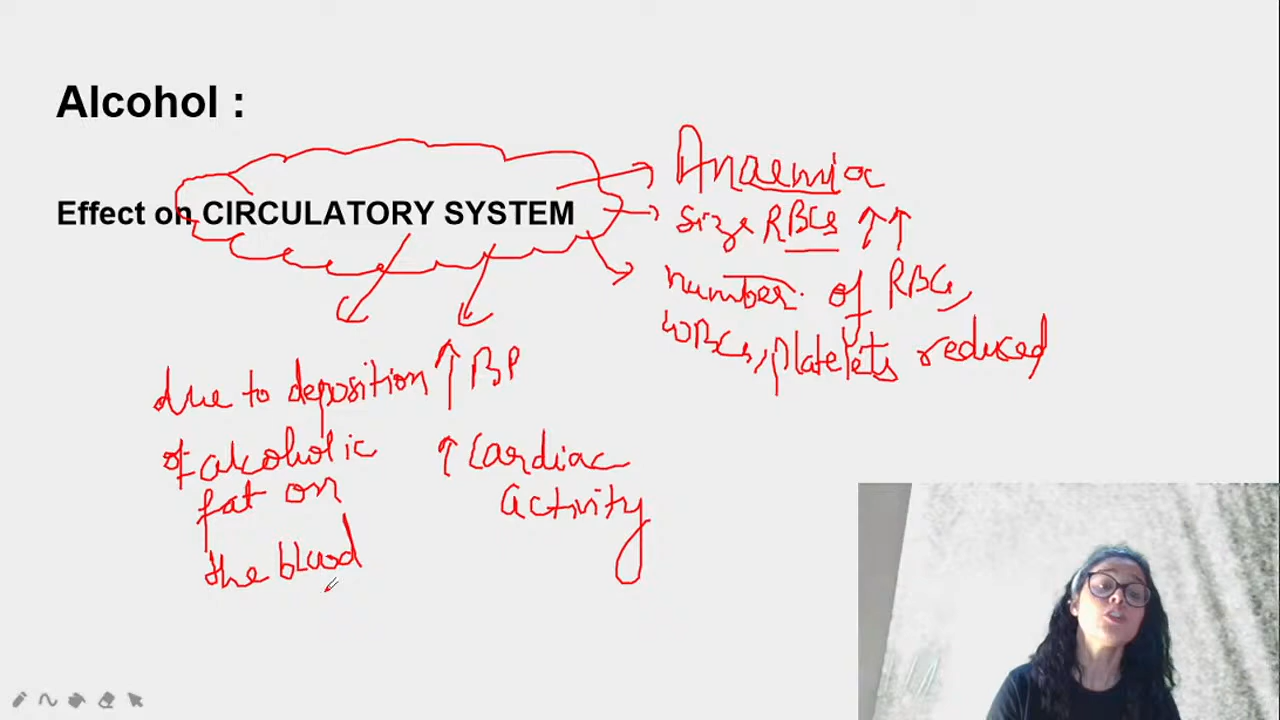 Alcohol :
Effect on CIRCULATORY SYSTEM
Anaemia
size RBCs ↑↑
number of RBCs,
WBCs, platelets reduced
due to deposition
of alcoholic
fat on
the blood
↑ BP
↑ Cardiac
activity